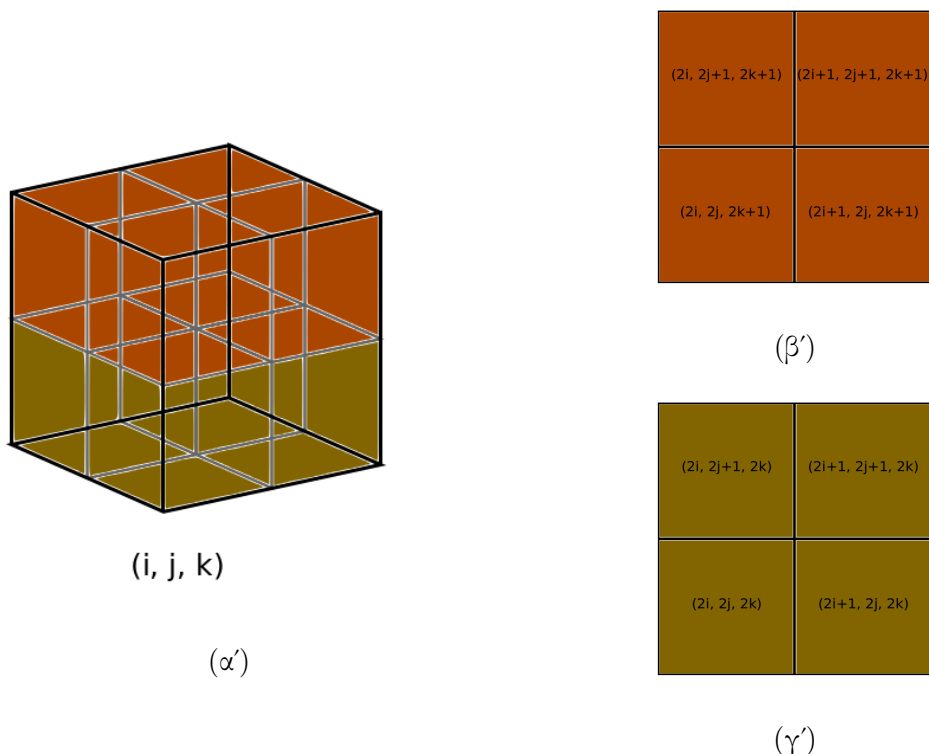 (2i, 2j+1, 2k+1) (2i+1, 2j+1, 2k+1)
(2i, 2j, 2k+1) (2i+1, 2j, 2k+1)
(β′)
(2i, 2j+1, 2k) (2i+1, 2j+1, 2k)
(2i, 2j, 2k) (2i+1, 2j, 2k)
(γ′)
(i, j, k)
(α′)